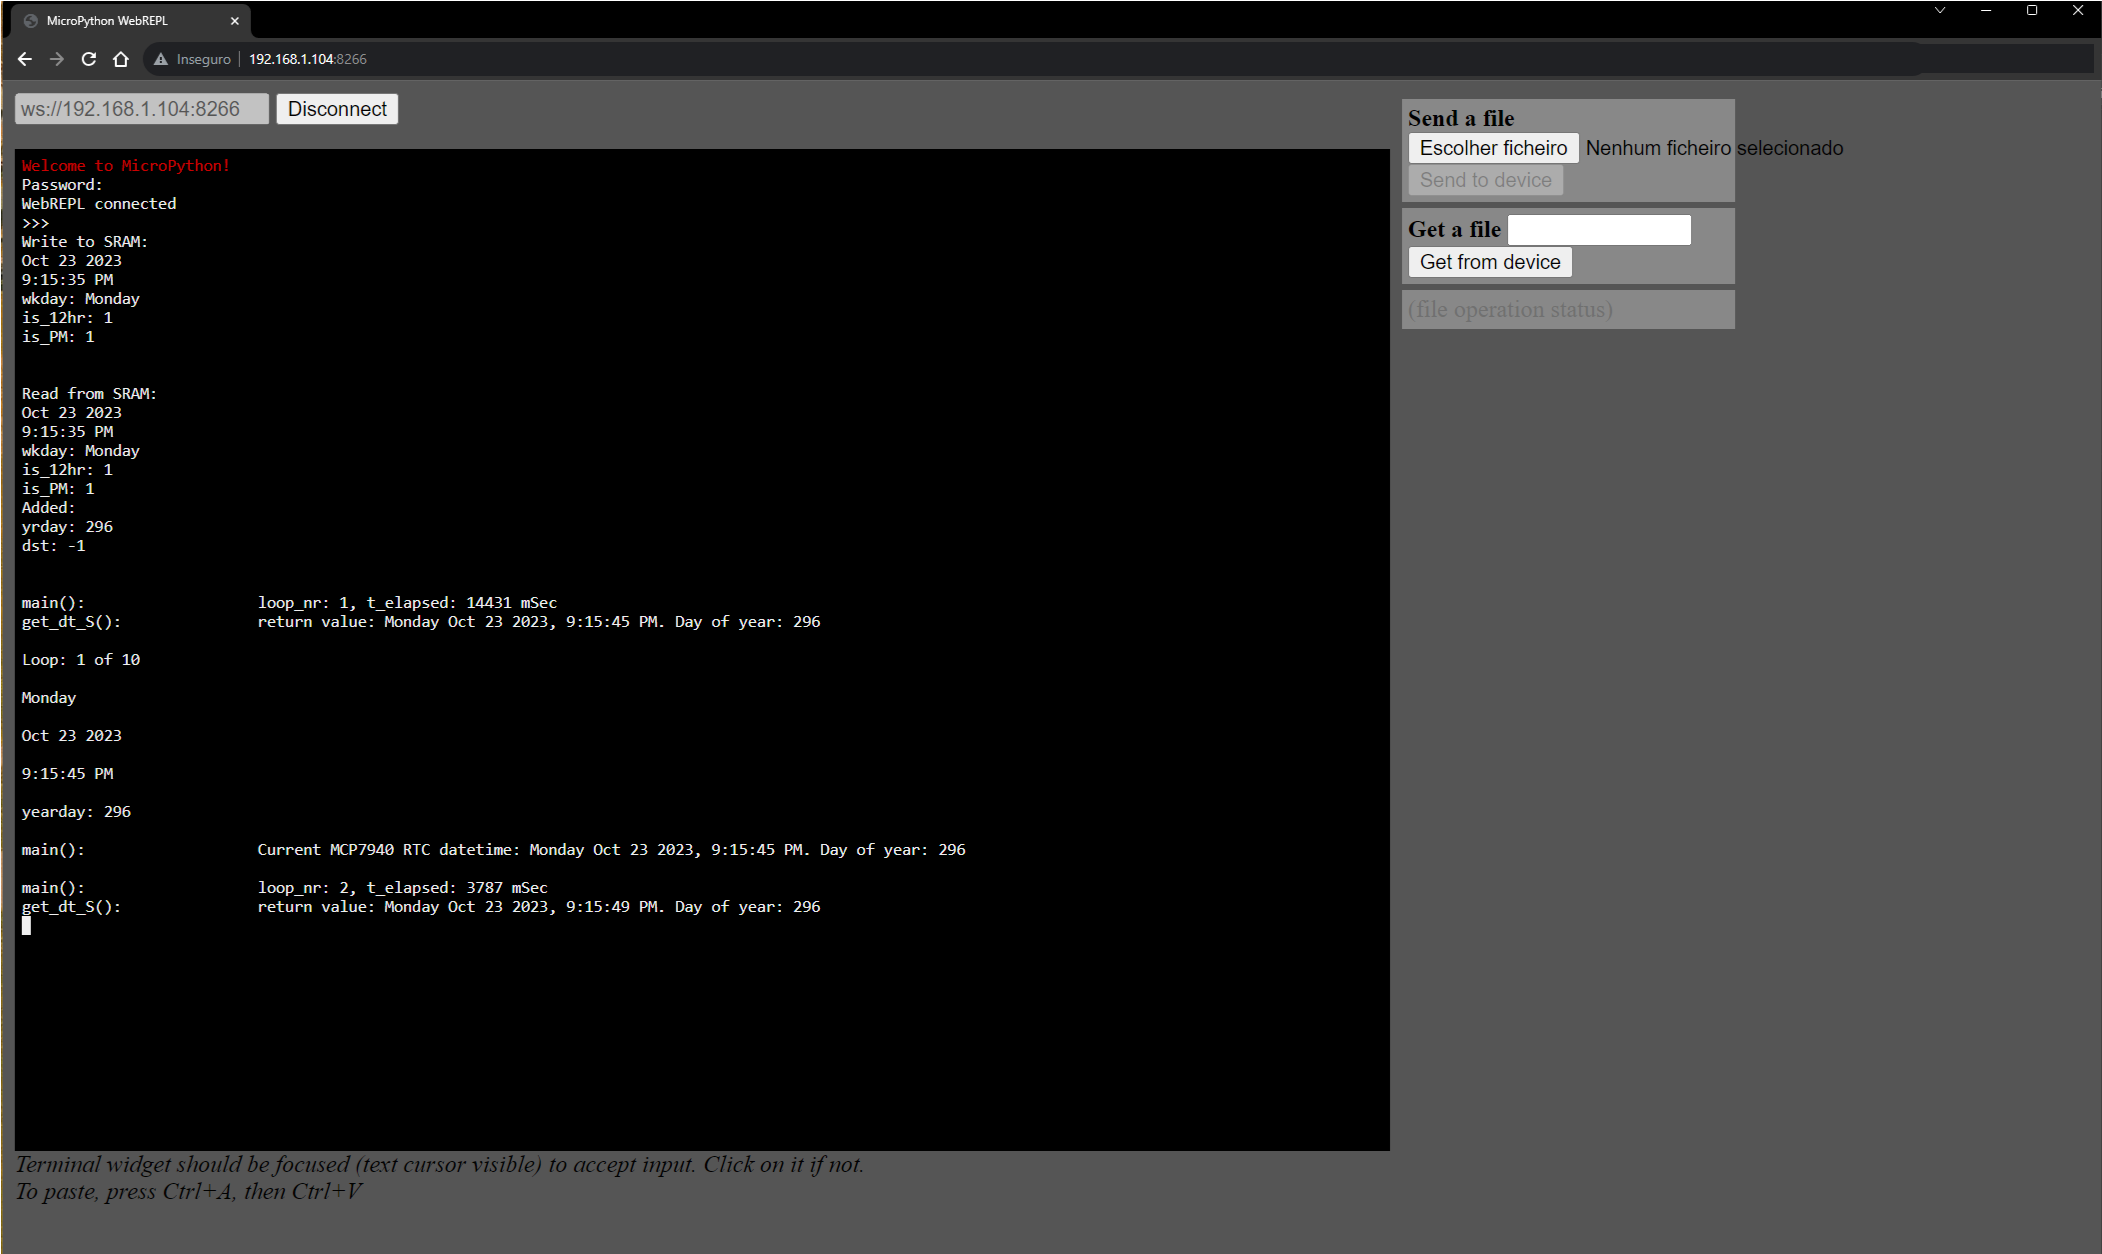 MicroPython WebREPL
Inseguro | 192.168.1.104:8266
ws://192.168.1.104:8266 Disconnect
Welcome to MicroPython!
Password:
WebREPL connected
>>>
Write to SRAM:
Oct 23 2023
9:15:35 PM
wkday: Monday
is_12hr: 1
is_PM: 1
Read from SRAM:
Oct 23 2023
9:15:35 PM
wkday: Monday
is_12hr: 1
is_PM: 1
Added:
yrday: 296
dst: -1
main(): loop_nr: 1, t_elapsed: 14431 mSec
get_dt_S(): return value: Monday Oct 23 2023, 9:15:45 PM. Day of year: 296
Loop: 1 of 10
Monday
Oct 23 2023
9:15:45 PM
yearday: 296
main(): Current MCP7940 RTC datetime: Monday Oct 23 2023, 9:15:45 PM. Day of year: 296
main(): loop_nr: 2, t_elapsed: 3787 mSec
get_dt_S(): return value: Monday Oct 23 2023, 9:15:49 PM. Day of year: 296
Terminal widget should be focused (text cursor visible) to accept input. Click on it if not.
To paste, press Ctrl+A, then Ctrl+V
Send a file
Escolher ficheiro Nenhum ficheiro selecionado
Send to device
Get a file
Get from device
(file operation status)